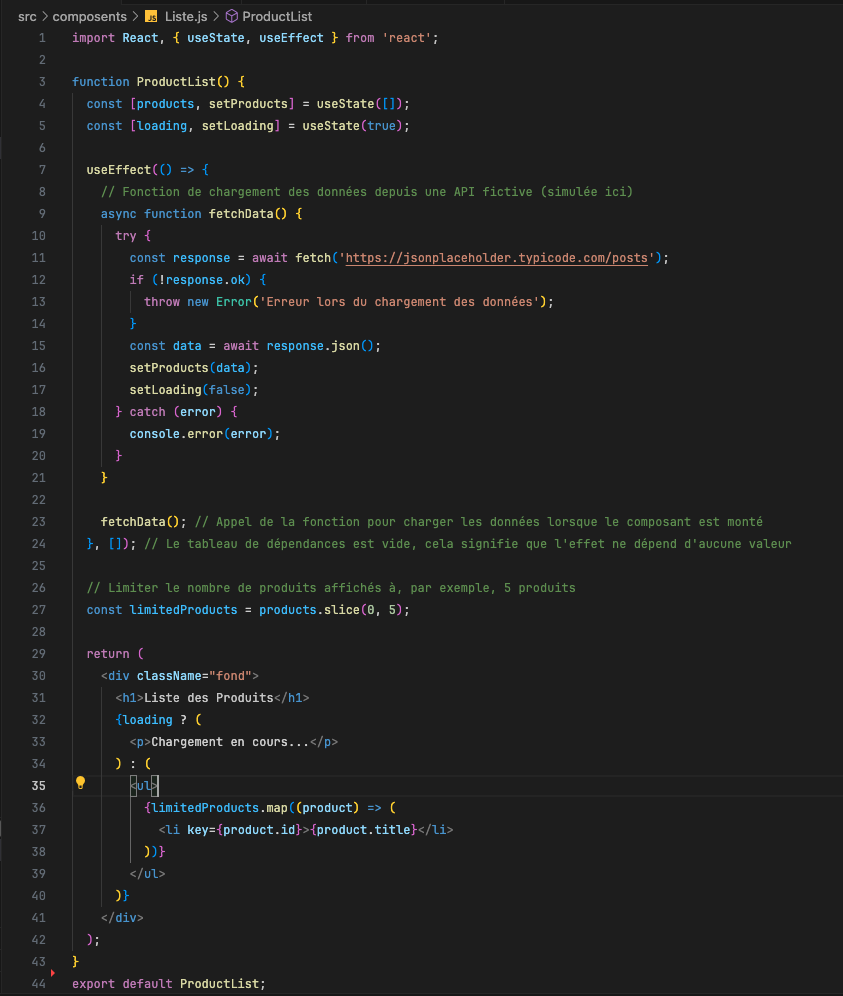 src > components > JS Liste.js > ProductList
1 import React, { useState, useEffect } from 'react';
2
3 function ProductList() {
4   const [products, setProducts] = useState([]);
5   const [loading, setLoading] = useState(true);
6
7   useEffect(() => {
8     // Fonction de chargement des données depuis une API fictive (simulée ici)
9     async function fetchData() {
10       try {
11         const response = await fetch('https://jsonplaceholder.typicode.com/posts');
12         if (!response.ok) {
13           throw new Error('Erreur lors du chargement des données');
14         }
15         const data = await response.json();
16         setProducts(data);
17         setLoading(false);
18       } catch (error) {
19         console.error(error);
20       }
21     }
22
23     fetchData(); // Appel de la fonction pour charger les données lorsque le composant est monté
24   }, []); // Le tableau de dépendances est vide, cela signifie que l'effet ne dépend d'aucune valeur
25
26   // Limiter le nombre de produits affichés à, par exemple, 5 produits
27   const limitedProducts = products.slice(0, 5);
28
29   return (
30     <div className="fond">
31       <h1>Liste des Produits</h1>
32       {loading ? (
33         <p>Chargement en cours...</p>
34       ) : (
35         <ul>
36           {limitedProducts.map((product) => (
37             <li key={product.id}>{product.title}</li>
38           ))}
39         </ul>
40       )}
41     </div>
42   );
43 }
44 export default ProductList;